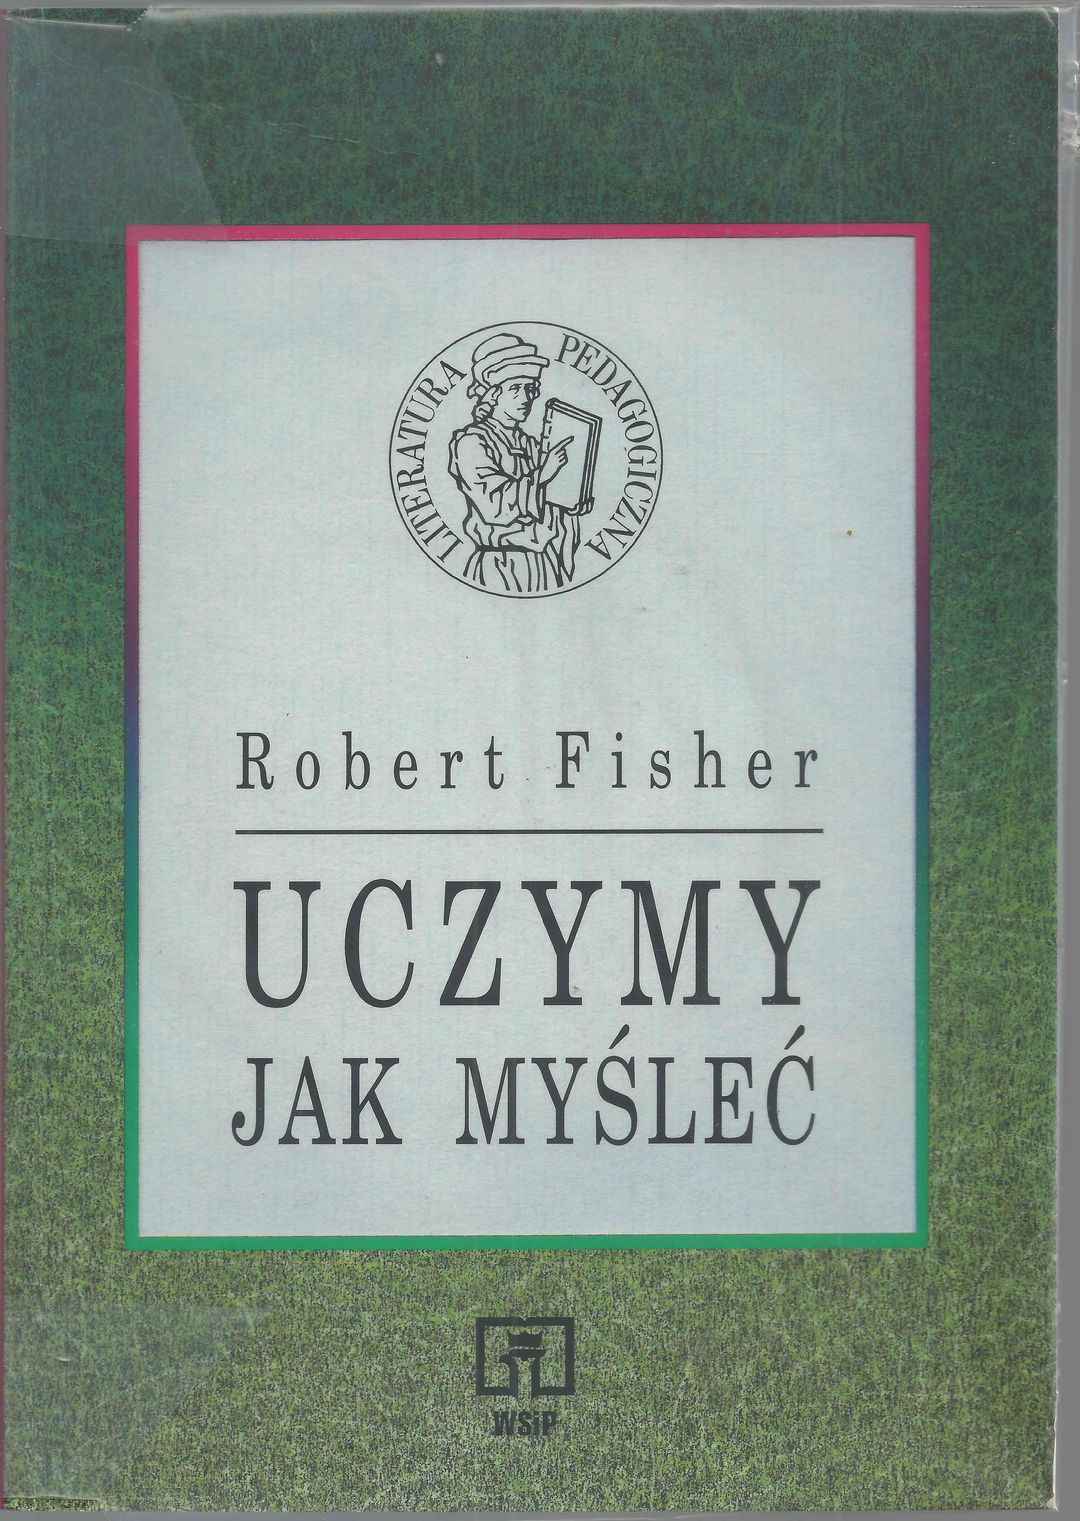 LITERATURA PEDAGOGICZNA
Robert Fisher
UCZYMY
JAK MYŚLEĆ
WSiP